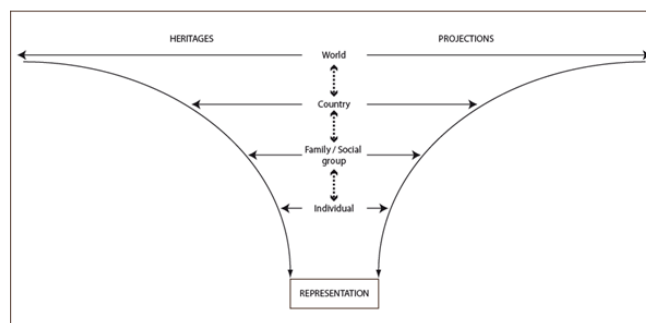 HERITAGES
PROJECTIONS
World
Country
Family / Social
group
Individual
REPRESENTATION